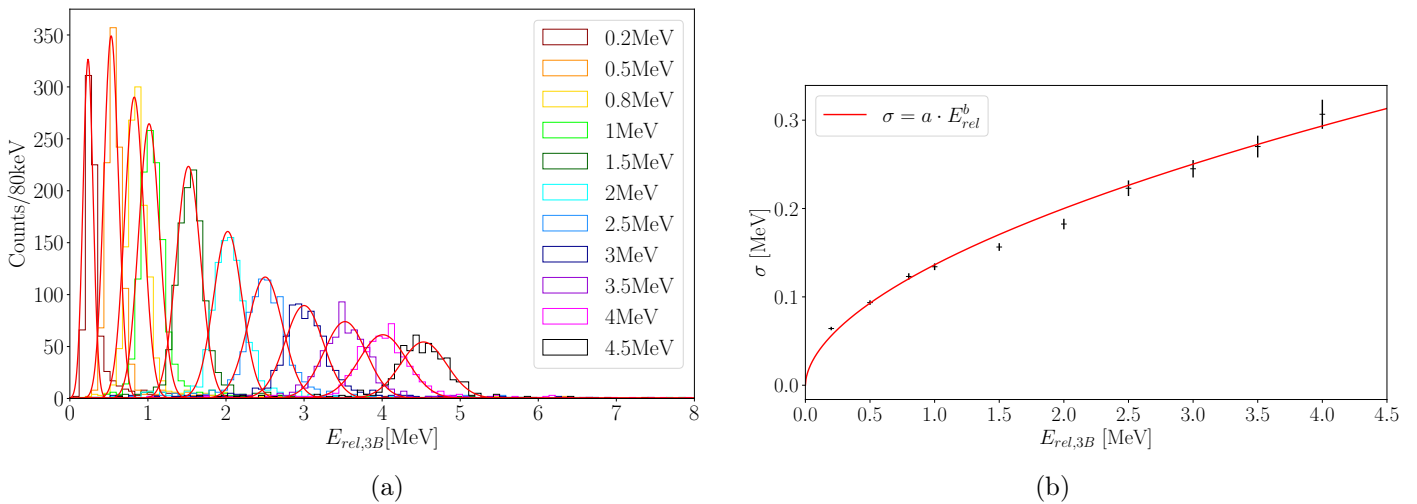 350
300
250
200
150
100
50
0
Counts/80keV
0 1 2 3 4 5 6 7 8
E_{rel,3B}[MeV]
0.2MeV
0.5MeV
0.8MeV
1MeV
1.5MeV
2MeV
2.5MeV
3MeV
3.5MeV
4MeV
4.5MeV
(a)
σ = a · E_{rel}^{b}
0.3
0.2
0.1
0.0
σ [MeV]
0.0 0.5 1.0 1.5 2.0 2.5 3.0 3.5 4.0 4.5
E_{rel,3B} [MeV]
(b)